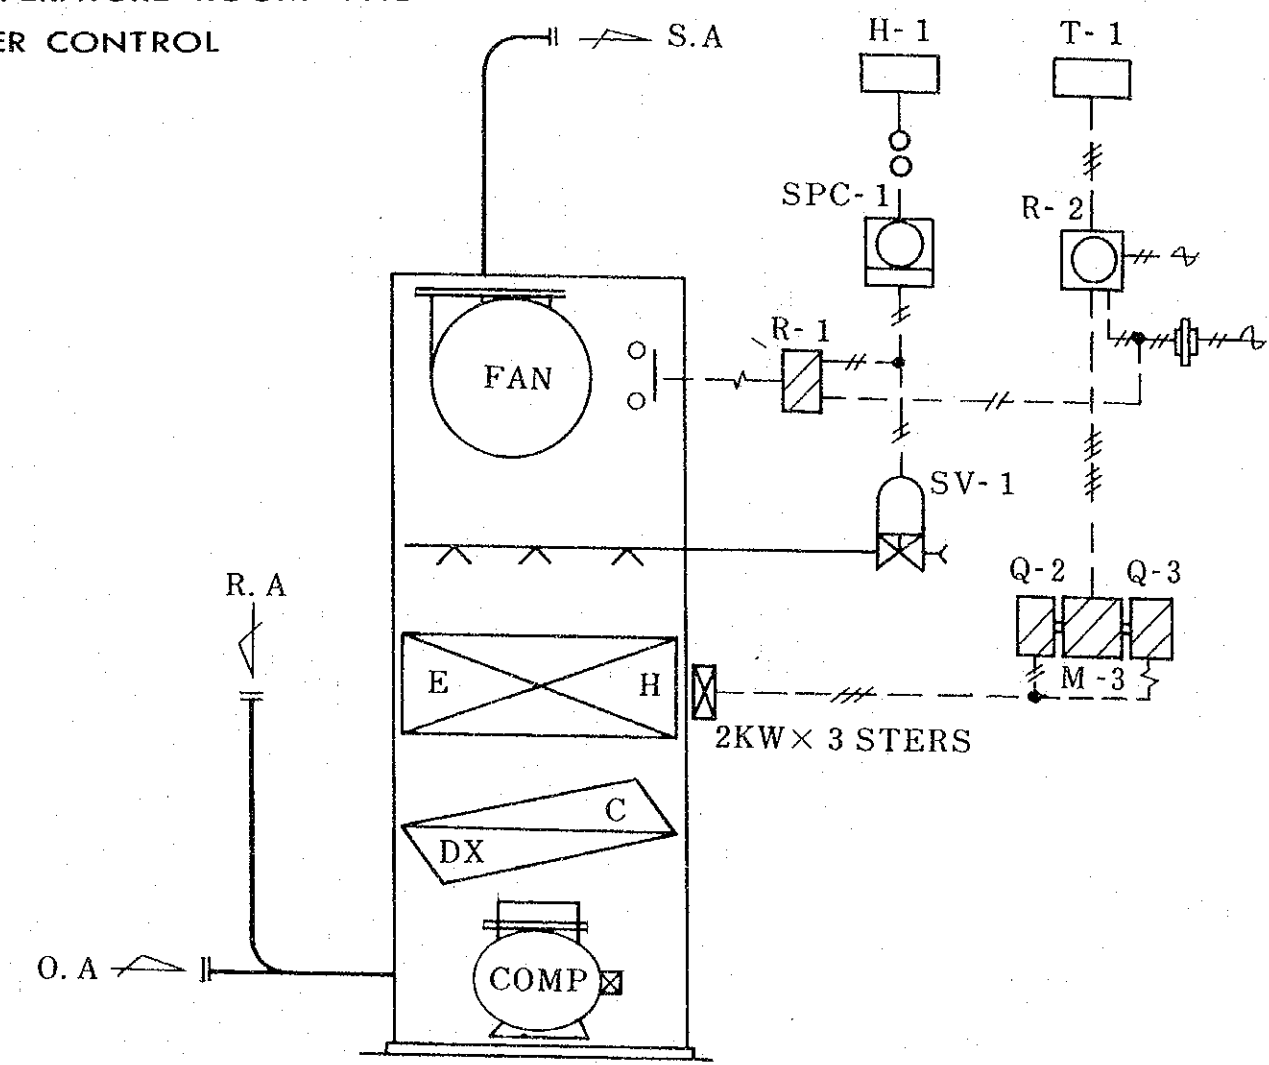 ER CONTROL
S.A
H-1
T-1
SPC-1
R-2
R-1
FAN
SV-1
R. A
Q-2
Q-3
E
H
M-3
2KW × 3 STERS
C
DX
O. A
COMP